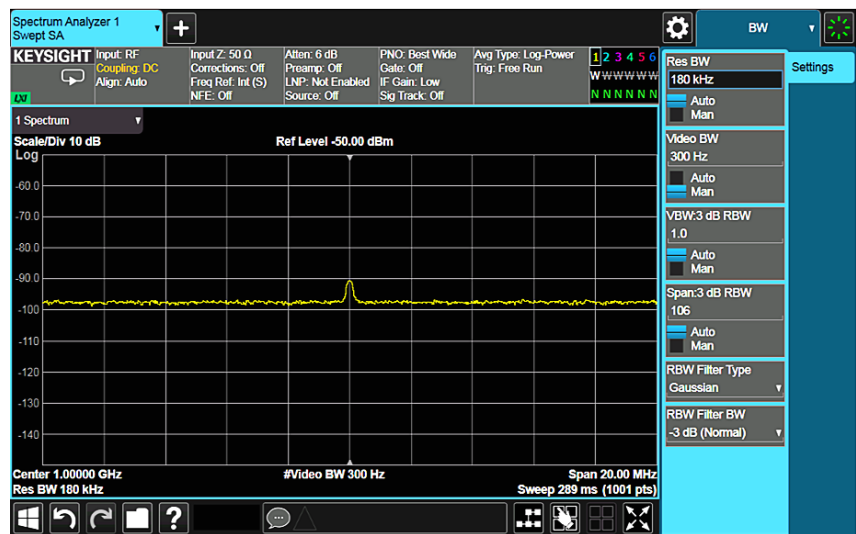 Spectrum Analyzer 1
Swept SA
+
BW
KEYSIGHT
LXI
Input: RF
Coupling: DC
Align: Auto
Input Z: 50 Ω
Corrections: Off
Freq Ref: Int (S)
NFE: Off
Atten: 6 dB
Preamp: Off
LNP: Not Enabled
Source: Off
PNO: Best Wide
Gate: Off
IF Gain: Low
Sig Track: Off
Avg Type: Log-Power
Trig: Free Run
1 2 3 4 5 6
W W W W W W
N N N N N N
1 Spectrum
Scale/Div 10 dB
Ref Level -50.00 dBm
Log
-60.0
-70.0
-80.0
-90.0
-100
-110
-120
-130
-140
Center 1.00000 GHz
#Video BW 300 Hz
Span 20.00 MHz
Res BW 180 kHz
Sweep 289 ms (1001 pts)
Res BW
180 kHz
Auto
Man
Video BW
300 Hz
Auto
Man
VBW:3 dB RBW
1.0
Auto
Man
Span:3 dB RBW
106
Auto
Man
RBW Filter Type
Gaussian
RBW Filter BW
-3 dB (Normal)
Settings
?